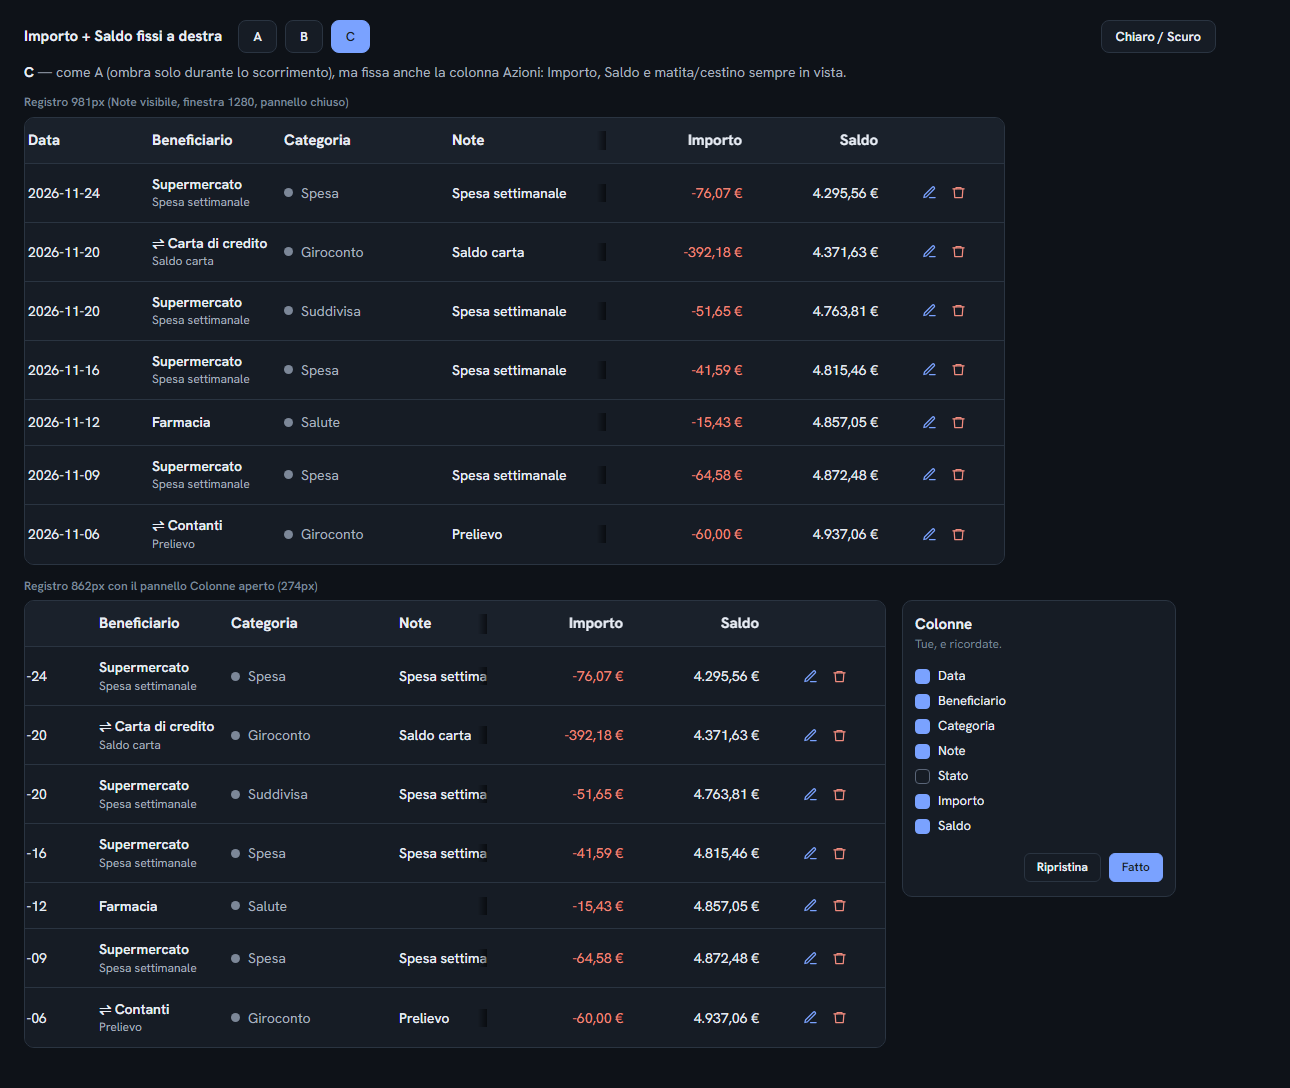 Importo + Saldo fissi a destra A B C Chiaro / Scuro
C — come A (ombra solo durante lo scorrimento), ma fissa anche la colonna Azioni: Importo, Saldo e matita/cestino sempre in vista.
Registro 981px (Note visibile, finestra 1280, pannello chiuso)
Data Beneficiario Categoria Note Importo Saldo
2026-11-24 Supermercato Spesa Spesa settimanale -76,07 € 4.295,56 €
Spesa settimanale
2026-11-20 ⇌ Carta di credito Giroconto Saldo carta -392,18 € 4.371,63 €
Saldo carta
2026-11-20 Supermercato Suddivisa Spesa settimanale -51,65 € 4.763,81 €
Spesa settimanale
2026-11-16 Supermercato Spesa Spesa settimanale -41,59 € 4.815,46 €
Spesa settimanale
2026-11-12 Farmacia Salute -15,43 € 4.857,05 €
2026-11-09 Supermercato Spesa Spesa settimanale -64,58 € 4.872,48 €
Spesa settimanale
2026-11-06 ⇌ Contanti Giroconto Prelievo -60,00 € 4.937,06 €
Prelievo
Registro 862px con il pannello Colonne aperto (274px)
Beneficiario Categoria Note Importo Saldo
-24 Supermercato Spesa Spesa settima -76,07 € 4.295,56 €
Spesa settimanale
-20 ⇌ Carta di credito Giroconto Saldo carta -392,18 € 4.371,63 €
Saldo carta
-20 Supermercato Suddivisa Spesa settima -51,65 € 4.763,81 €
Spesa settimanale
-16 Supermercato Spesa Spesa settima -41,59 € 4.815,46 €
Spesa settimanale
-12 Farmacia Salute -15,43 € 4.857,05 €
-09 Supermercato Spesa Spesa settima -64,58 € 4.872,48 €
Spesa settimanale
-06 ⇌ Contanti Giroconto Prelievo -60,00 € 4.937,06 €
Prelievo
Colonne
Tue, e ricordate.
Data
Beneficiario
Categoria
Note
Stato
Importo
Saldo
Ripristina Fatto